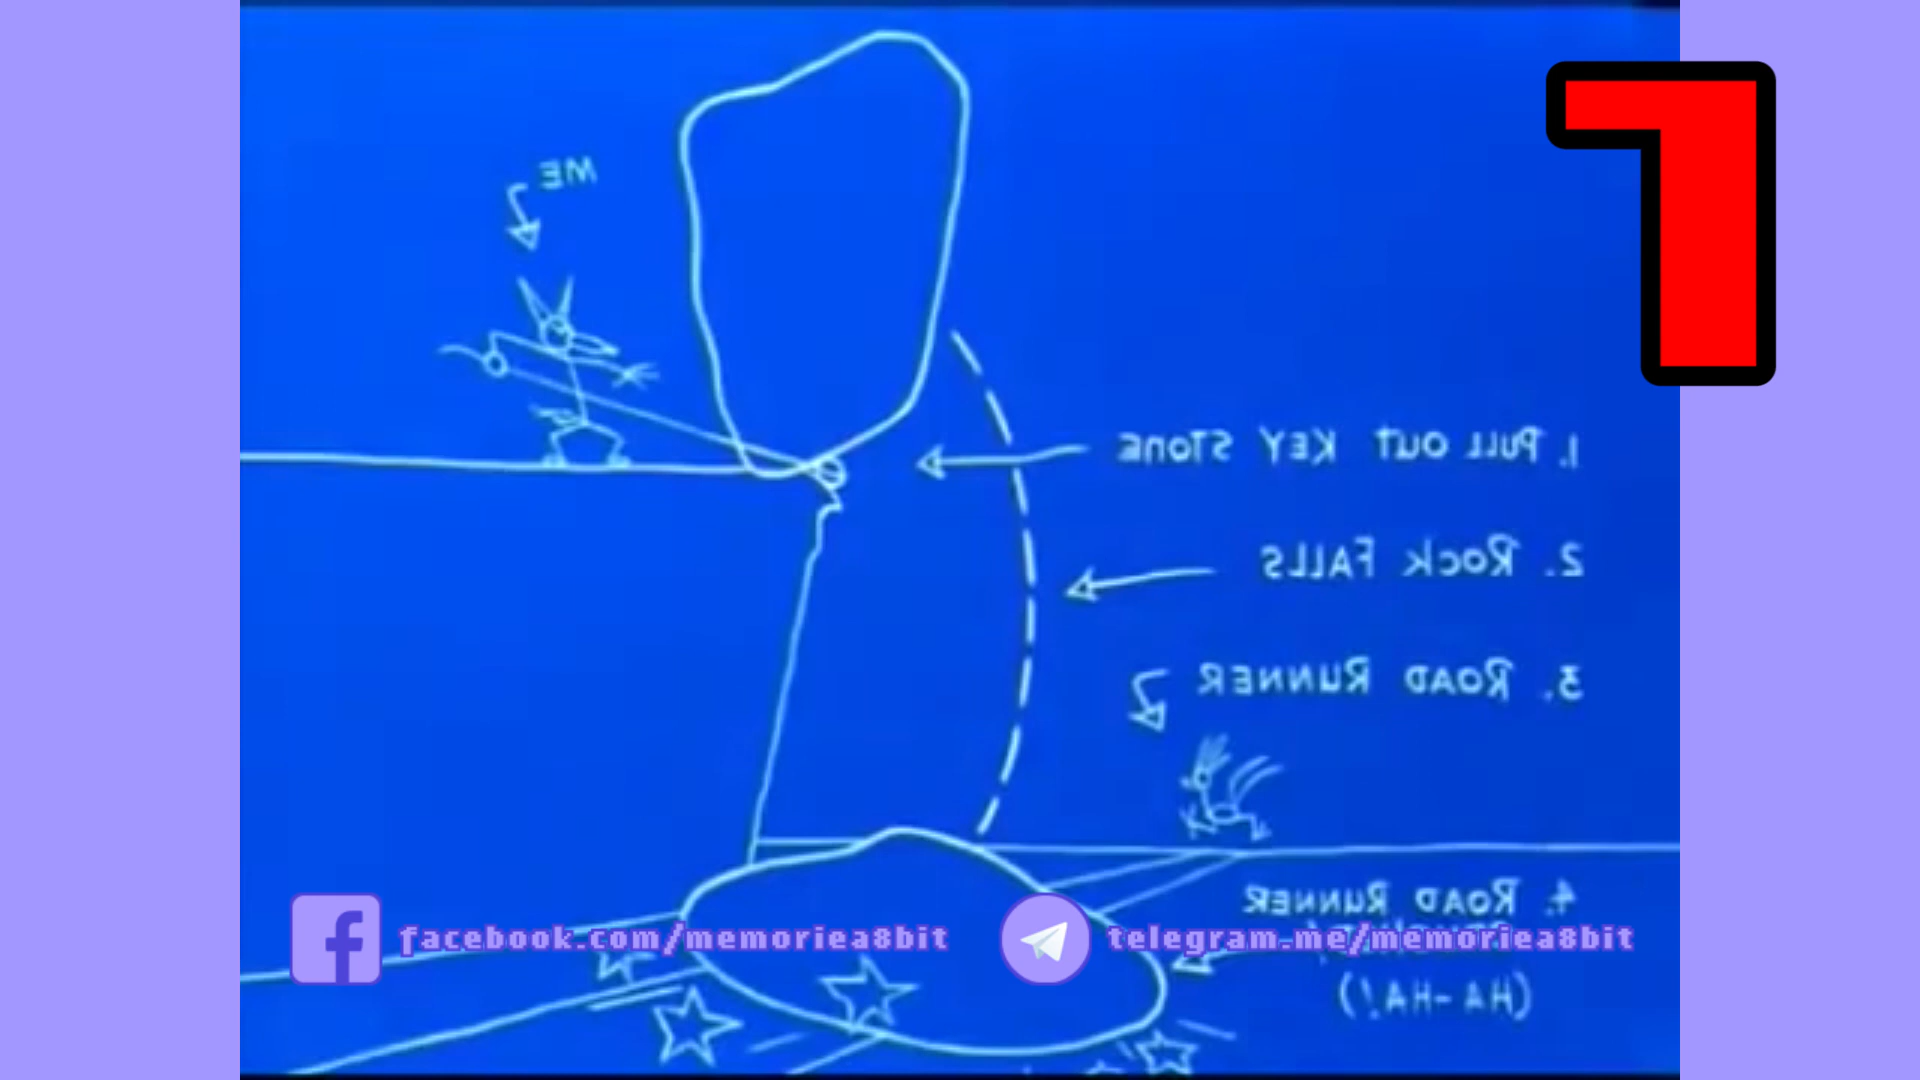 1
ME
1. PULL OUT KEY STONE
2. ROCK FALLS
3. ROAD RUNNER
4. ROAD RUNNER
(HA-HA!)
facebook.com/memoriea8bit
telegram.me/memoriea8bit